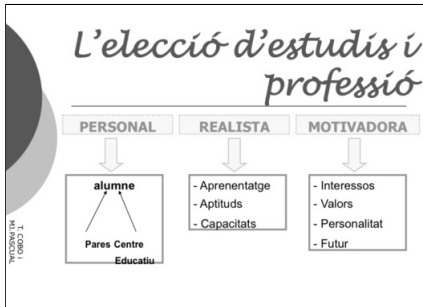 L'elecció d'estudis i
professió
PERSONAL
REALISTA
MOTIVADORA
alumne
Pares Centre
Educatiu
- Aprenentatge
- Aptituds
- Capacitats
- Interessos
- Valors
- Personalitat
- Futur
T. COBO i
MJ.PASCUAL